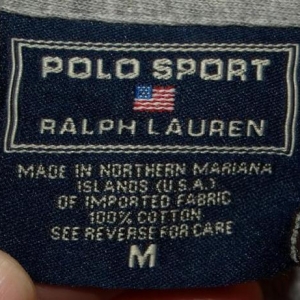 POLO SPORT
RALPH LAUREN
MADE IN NORTHERN MARIANA
ISLANDS (U.S.A.)
OF IMPORTED FABRIC
100% COTTON
SEE REVERSE FOR CARE
M